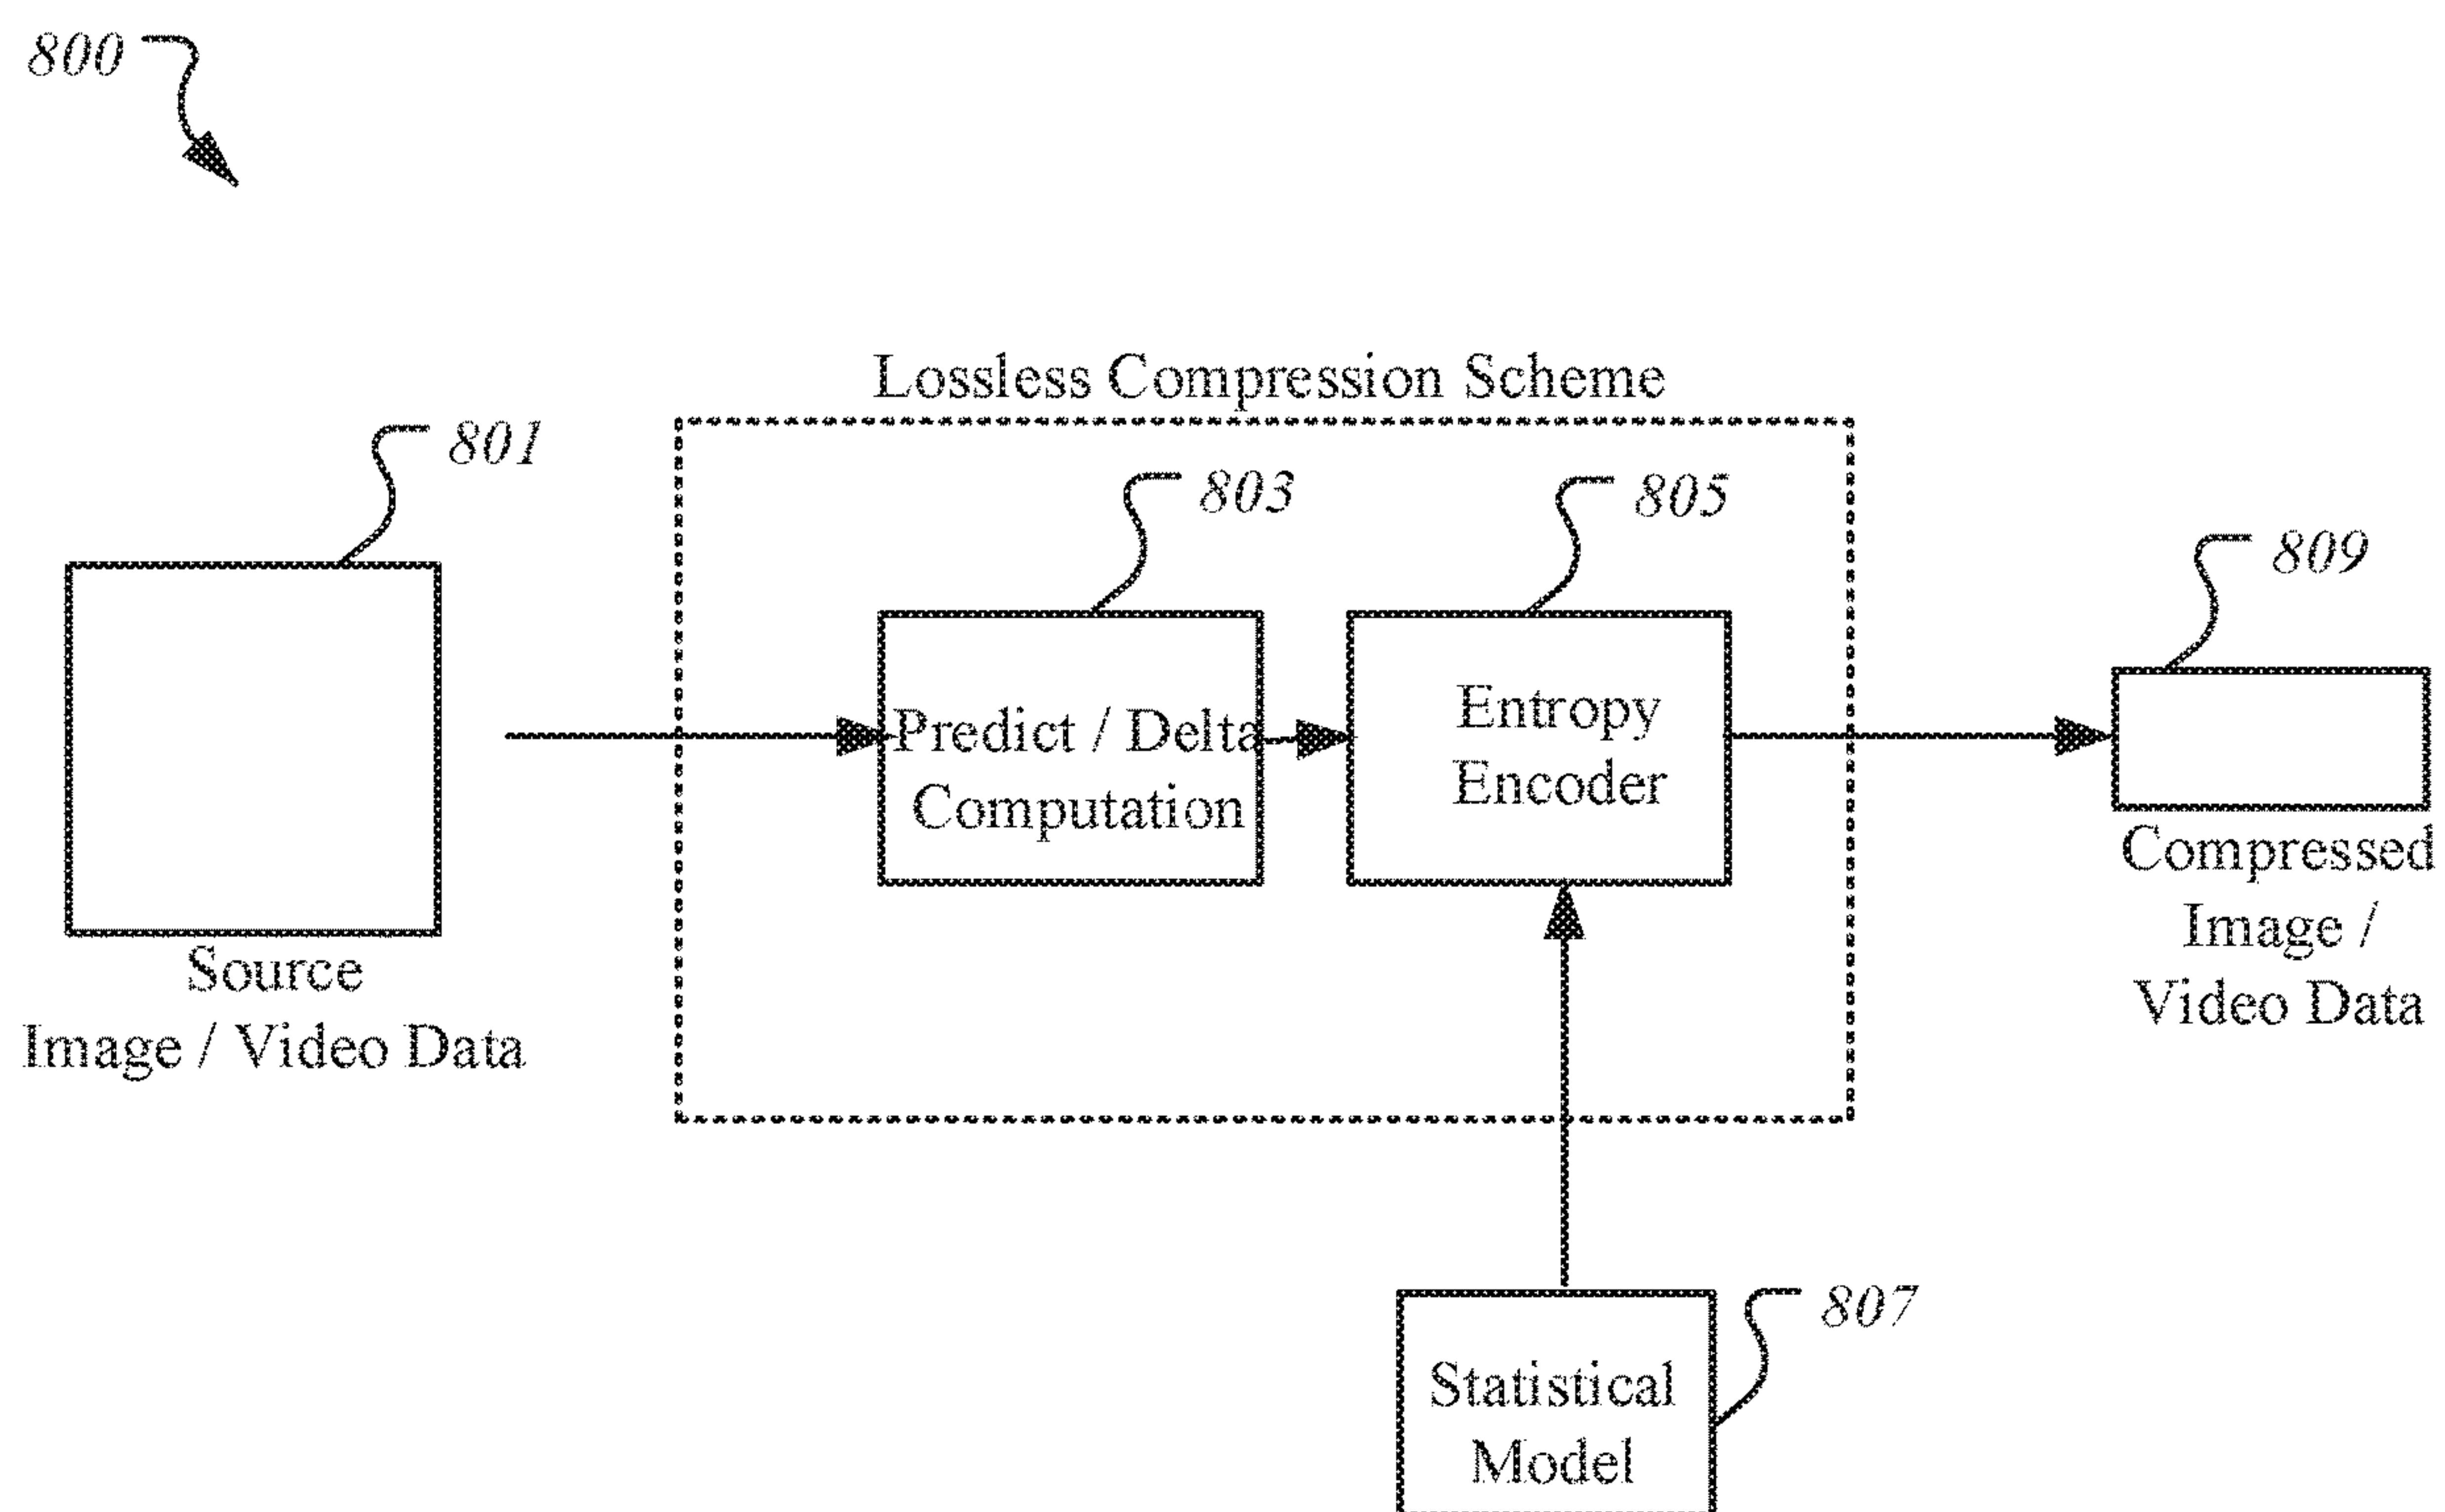 800
Lossless Compression Scheme
801
803
805
809
Predict / Delta
Computation
Entropy
Encoder
Source
Image / Video Data
Compressed
Image /
Video Data
807
Statistical
Model